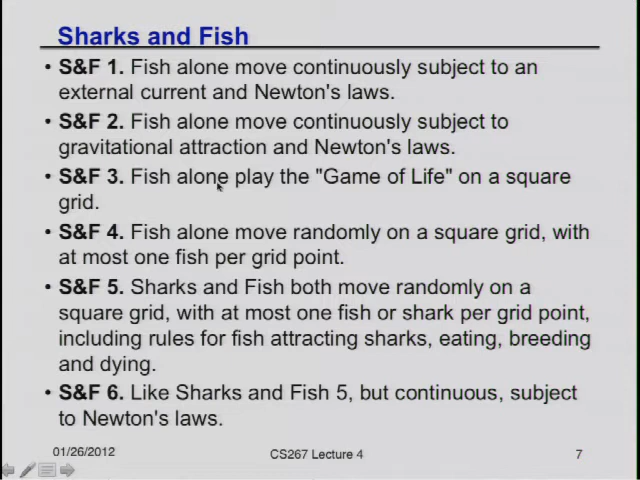 Sharks and Fish
• S&F 1. Fish alone move continuously subject to an
external current and Newton's laws.
• S&F 2. Fish alone move continuously subject to
gravitational attraction and Newton's laws.
• S&F 3. Fish alone play the "Game of Life" on a square
grid.
• S&F 4. Fish alone move randomly on a square grid, with
at most one fish per grid point.
• S&F 5. Sharks and Fish both move randomly on a
square grid, with at most one fish or shark per grid point,
including rules for fish attracting sharks, eating, breeding
and dying.
• S&F 6. Like Sharks and Fish 5, but continuous, subject
to Newton's laws.
01/26/2012
CS267 Lecture 4
7